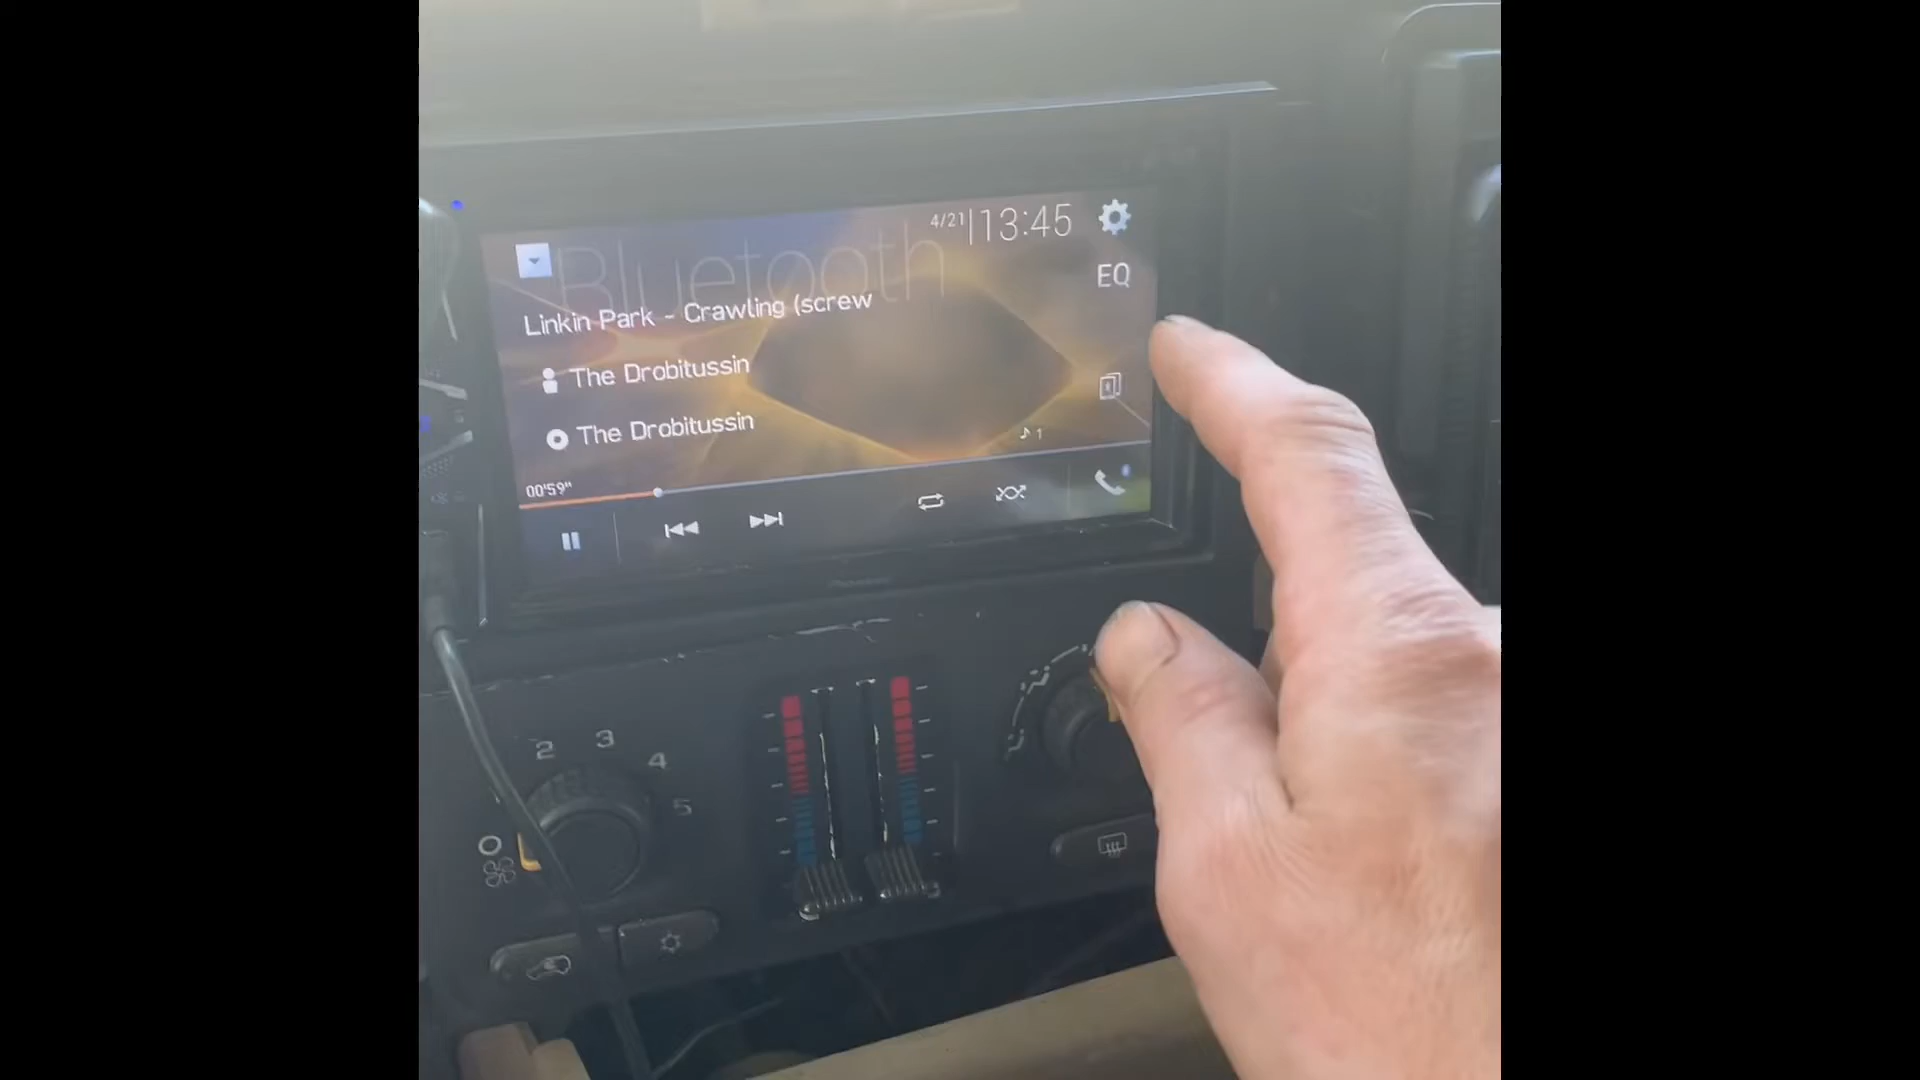 4/21 13:45
Bluetooth
EQ
Linkin Park - Crawling (screw
The Drobitussin
The Drobitussin
1
00'59"
Pioneer
2 3 4 5